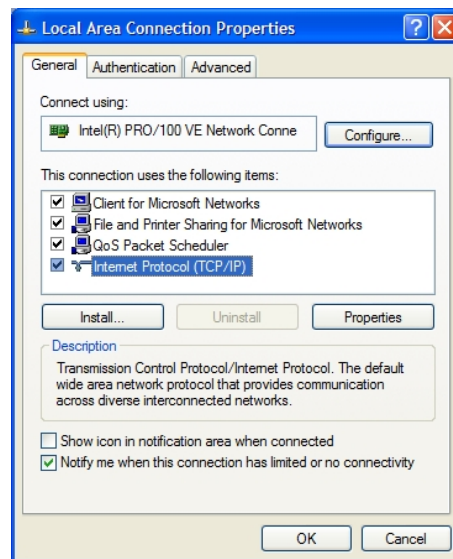 Local Area Connection Properties
General Authentication Advanced
Connect using:
Intel(R) PRO/100 VE Network Conne
Configure...
This connection uses the following items:
Client for Microsoft Networks
File and Printer Sharing for Microsoft Networks
QoS Packet Scheduler
Internet Protocol (TCP/IP)
Install... Uninstall Properties
Description
Transmission Control Protocol/Internet Protocol. The default
wide area network protocol that provides communication
across diverse interconnected networks.
Show icon in notification area when connected
Notify me when this connection has limited or no connectivity
OK Cancel